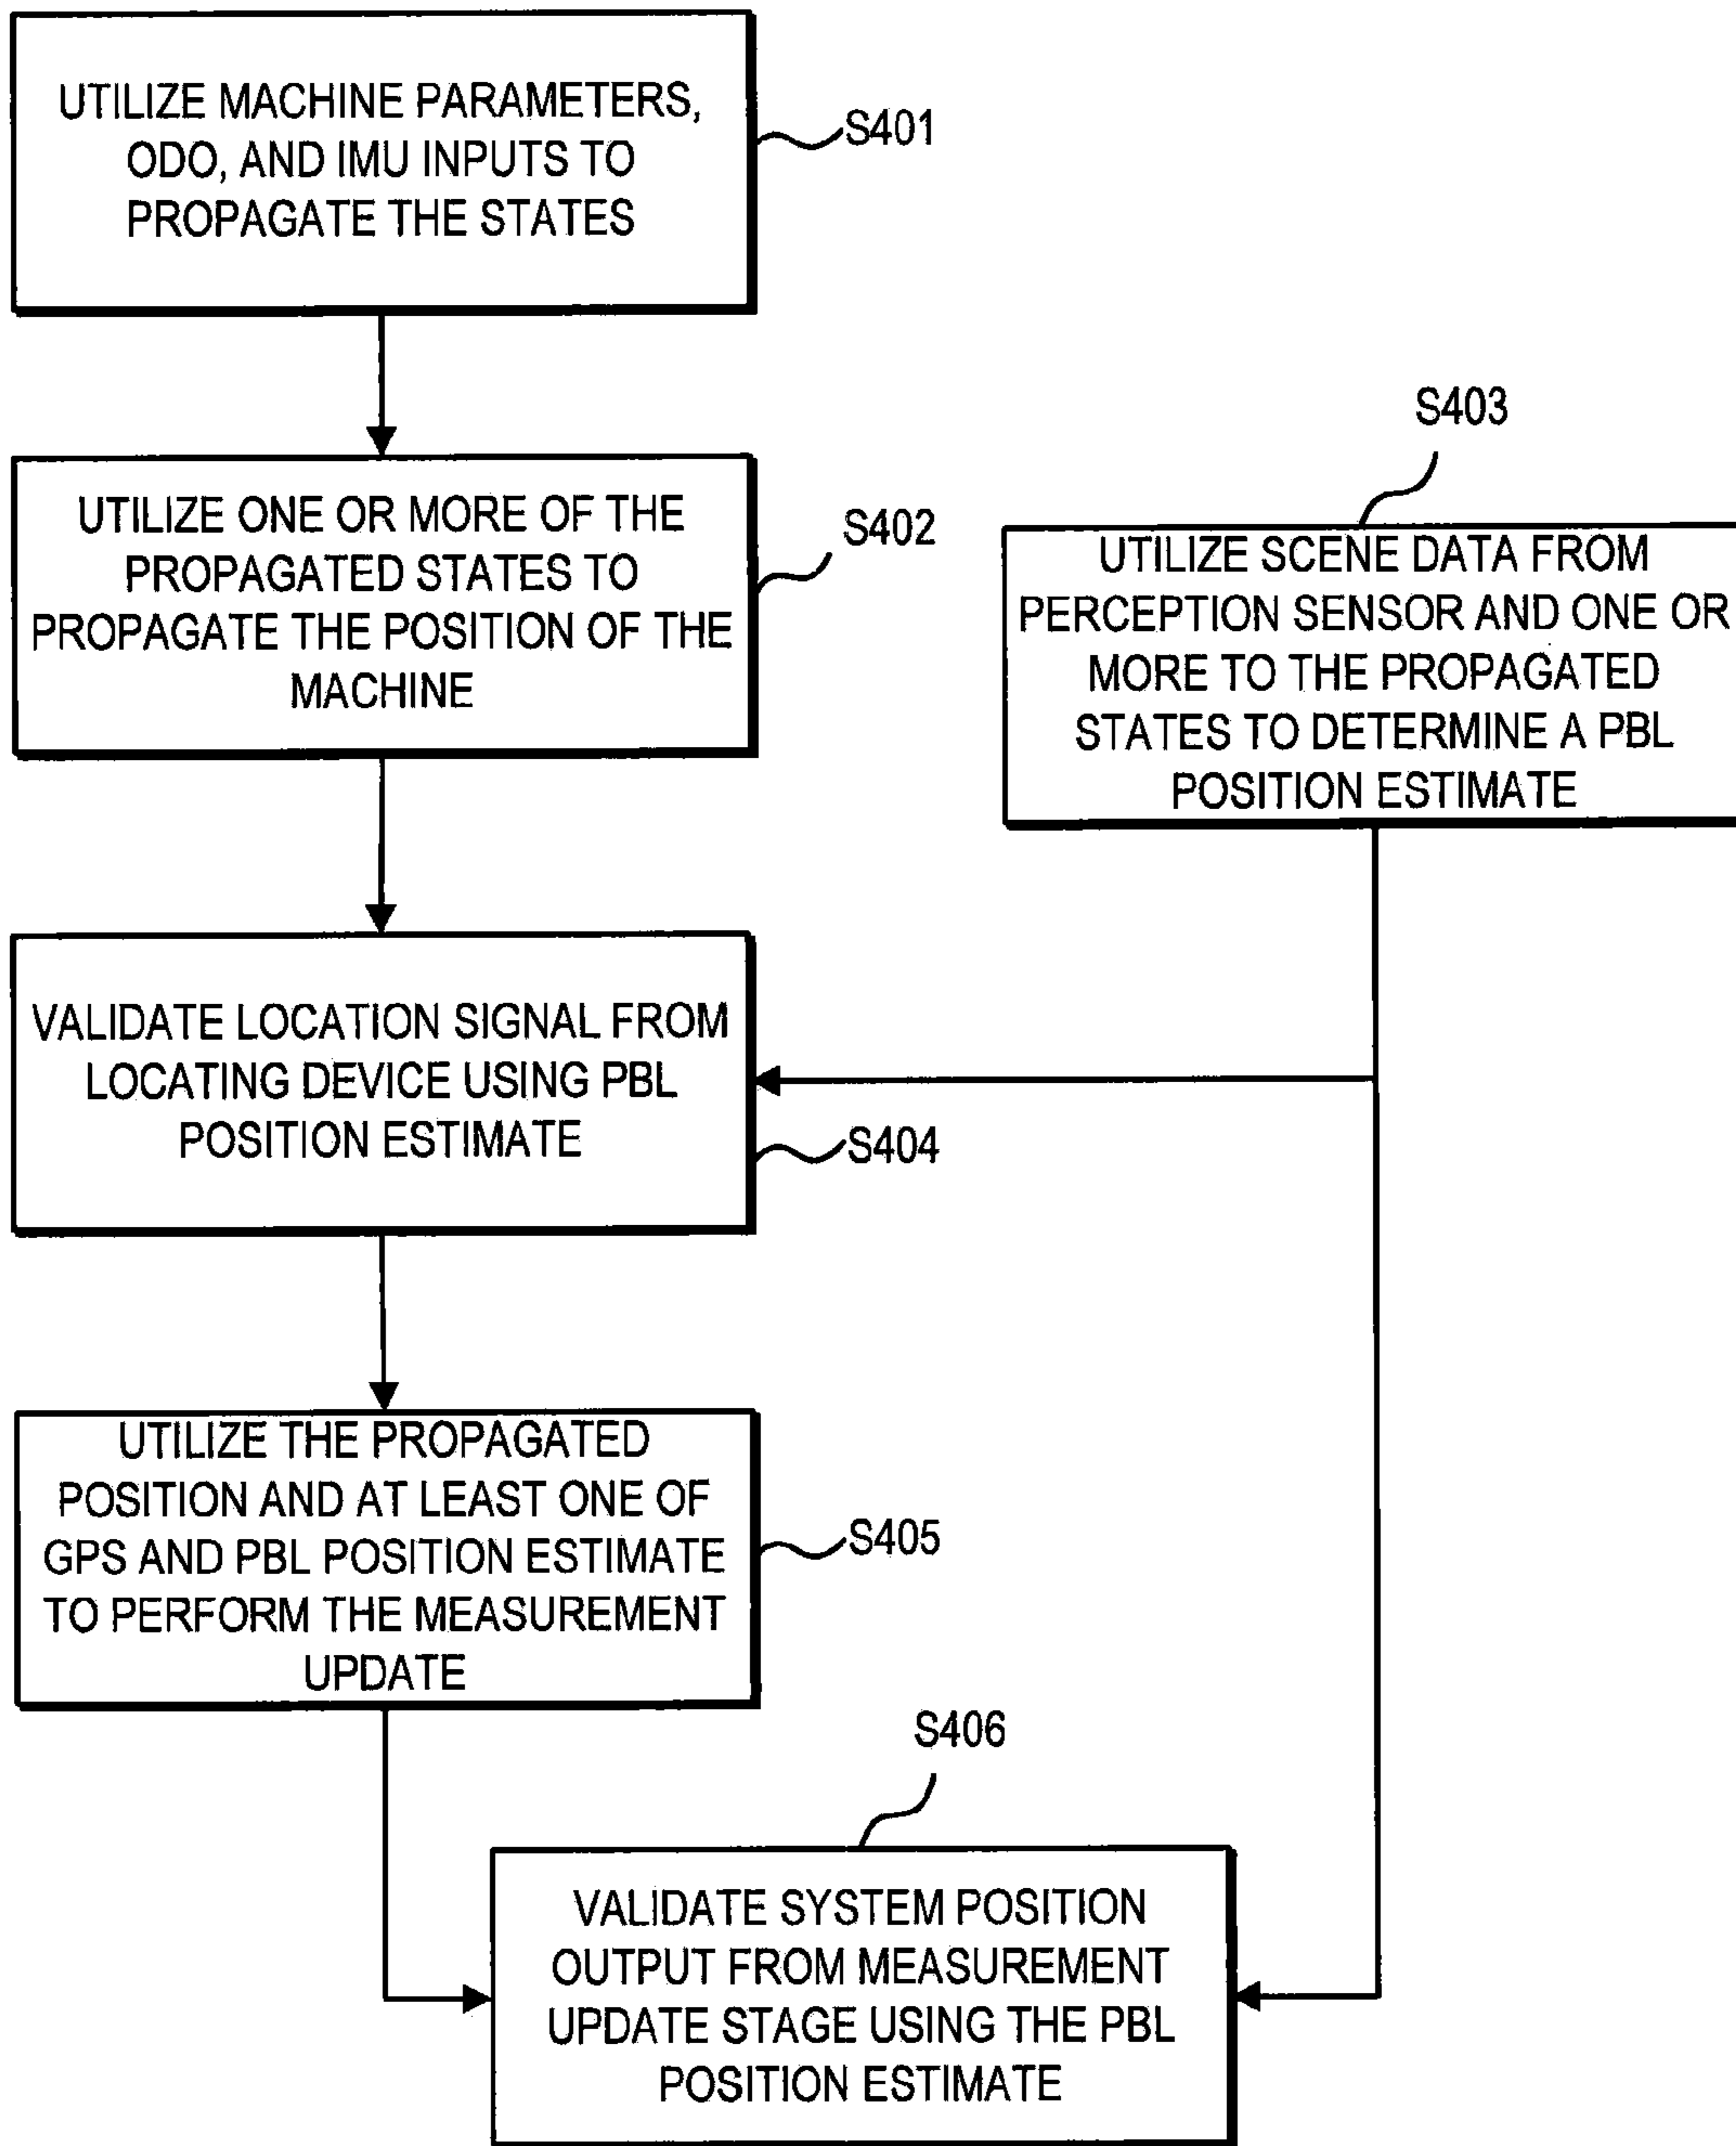 UTILIZE MACHINE PARAMETERS,
ODO, AND IMU INPUTS TO
PROPAGATE THE STATES
S401
UTILIZE ONE OR MORE OF THE
PROPAGATED STATES TO
PROPAGATE THE POSITION OF THE
MACHINE
S402
S403
UTILIZE SCENE DATA FROM
PERCEPTION SENSOR AND ONE OR
MORE TO THE PROPAGATED
STATES TO DETERMINE A PBL
POSITION ESTIMATE
VALIDATE LOCATION SIGNAL FROM
LOCATING DEVICE USING PBL
POSITION ESTIMATE
S404
UTILIZE THE PROPAGATED
POSITION AND AT LEAST ONE OF
GPS AND PBL POSITION ESTIMATE
TO PERFORM THE MEASUREMENT
UPDATE
S405
S406
VALIDATE SYSTEM POSITION
OUTPUT FROM MEASUREMENT
UPDATE STAGE USING THE PBL
POSITION ESTIMATE